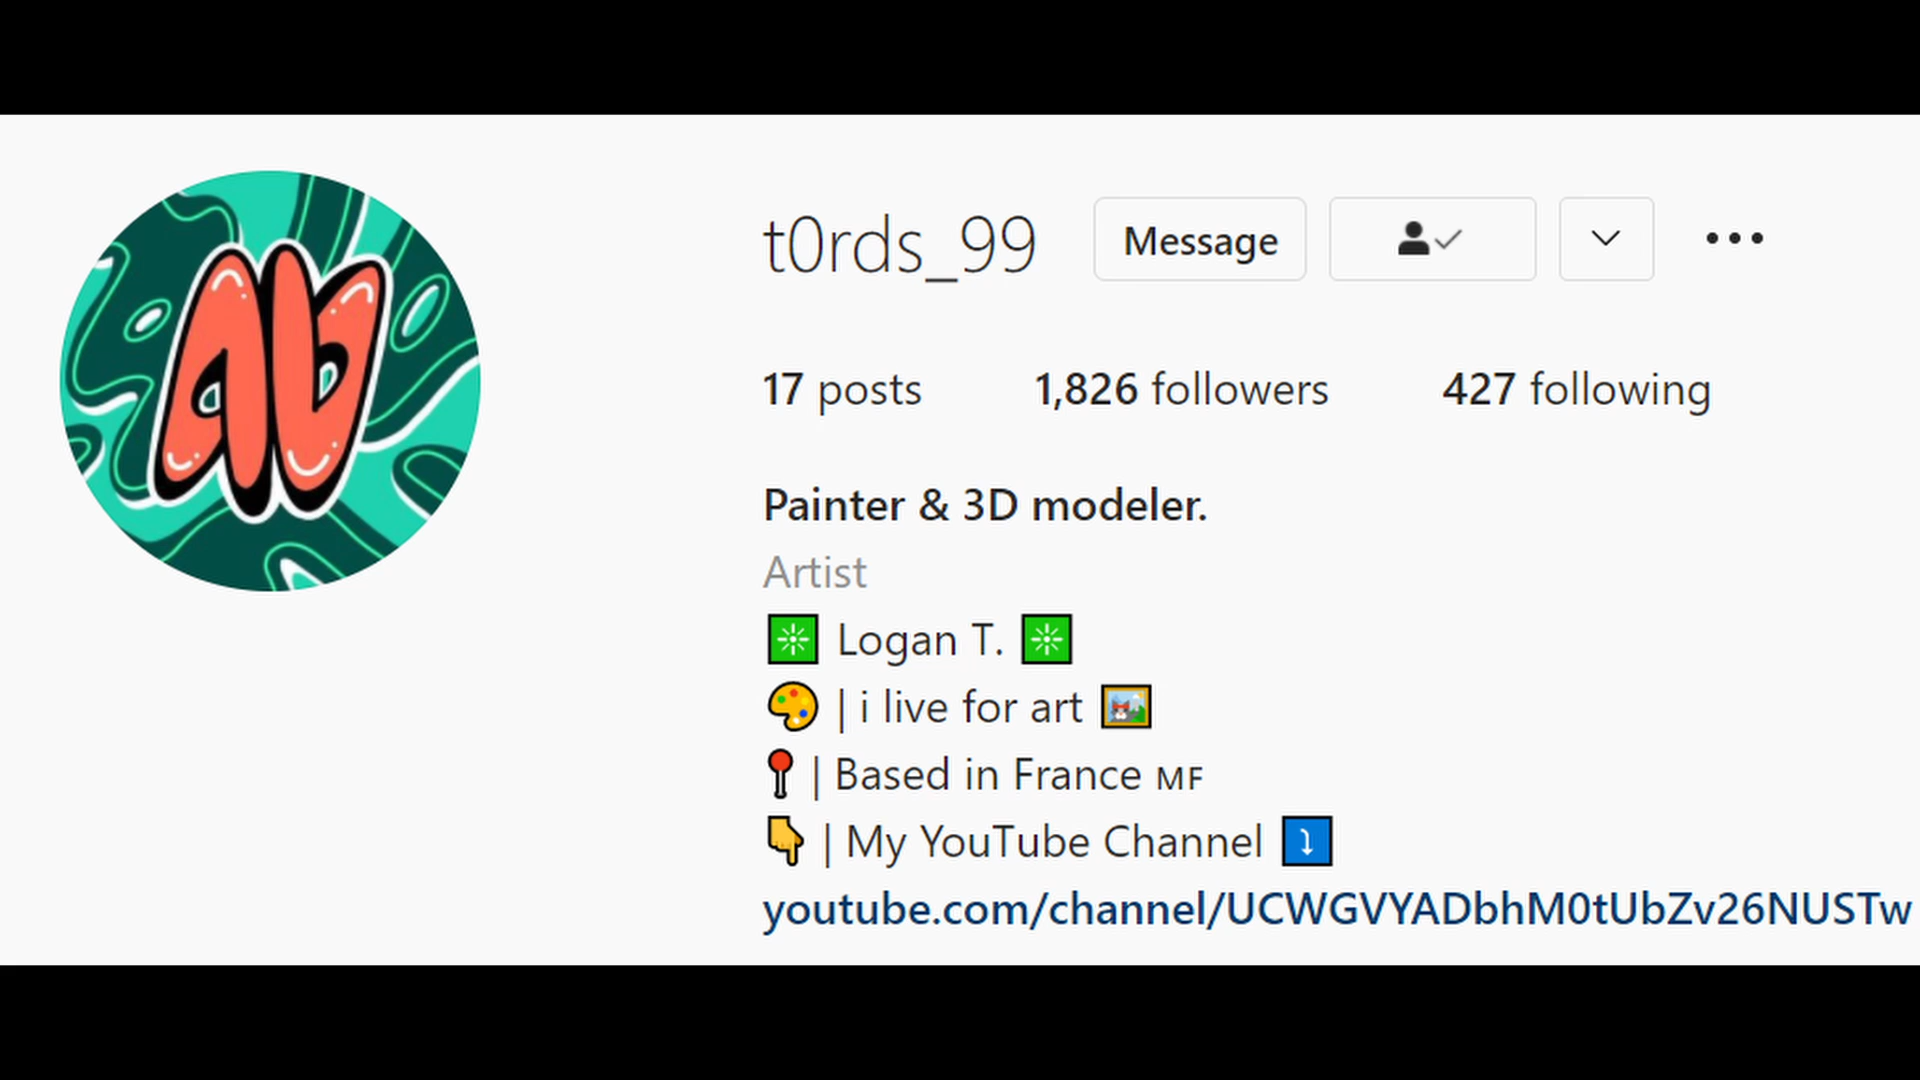 ab
t0rds_99 Message
17 posts 1,826 followers 427 following
Painter & 3D modeler.
Artist
Logan T.
| i live for art
| Based in France MF
| My YouTube Channel
youtube.com/channel/UCWGVYADbhM0tUbZv26NUSTw